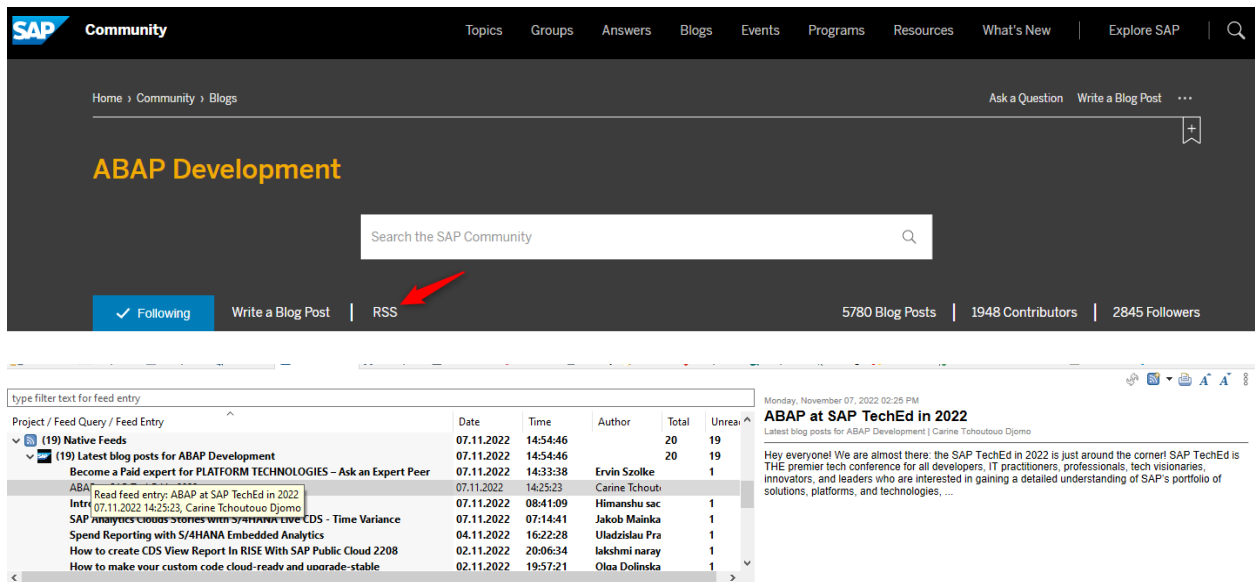 SAP Community Topics Groups Answers Blogs Events Programs Resources What's New Explore SAP
Home › Community › Blogs Ask a Question Write a Blog Post ···
ABAP Development
Search the SAP Community
Following Write a Blog Post RSS 5780 Blog Posts 1948 Contributors 2845 Followers
type filter text for feed entry
Project / Feed Query / Feed Entry Date Time Author Total Unrea
(19) Native Feeds 07.11.2022 14:54:46 20 19
(19) Latest blog posts for ABAP Development 07.11.2022 14:54:46 20 19
Become a Paid expert for PLATFORM TECHNOLOGIES – Ask an Expert Peer 07.11.2022 14:33:38 Ervin Szolke 1
ABA 07.11.2022 14:25:23 Carine Tchout
Read feed entry: ABAP at SAP TechEd in 2022
07.11.2022 14:25:23, Carine Tchoutouo Djomo
Intr 07.11.2022 08:41:09 Himanshu sac 1
SAP Analytics Clouds Stories with S/4HANA Live CDS - Time Variance 07.11.2022 07:14:41 Jakob Mainka 1
Spend Reporting with S/4HANA Embedded Analytics 04.11.2022 16:22:28 Uladzislau Pra 1
How to create CDS View Report In RISE With SAP Public Cloud 2208 02.11.2022 20:06:34 lakshmi naray 1
How to make your custom code cloud-ready and upgrade-stable 02.11.2022 19:57:21 Olga Dolinska 1
Monday, November 07, 2022 02:25 PM
ABAP at SAP TechEd in 2022
Latest blog posts for ABAP Development | Carine Tchoutouo Djomo
Hey everyone! We are almost there: the SAP TechEd in 2022 is just around the corner! SAP TechEd is
THE premier tech conference for all developers, IT practitioners, professionals, tech visionaries,
innovators, and leaders who are interested in gaining a detailed understanding of SAP's portfolio of
solutions, platforms, and technologies, ...